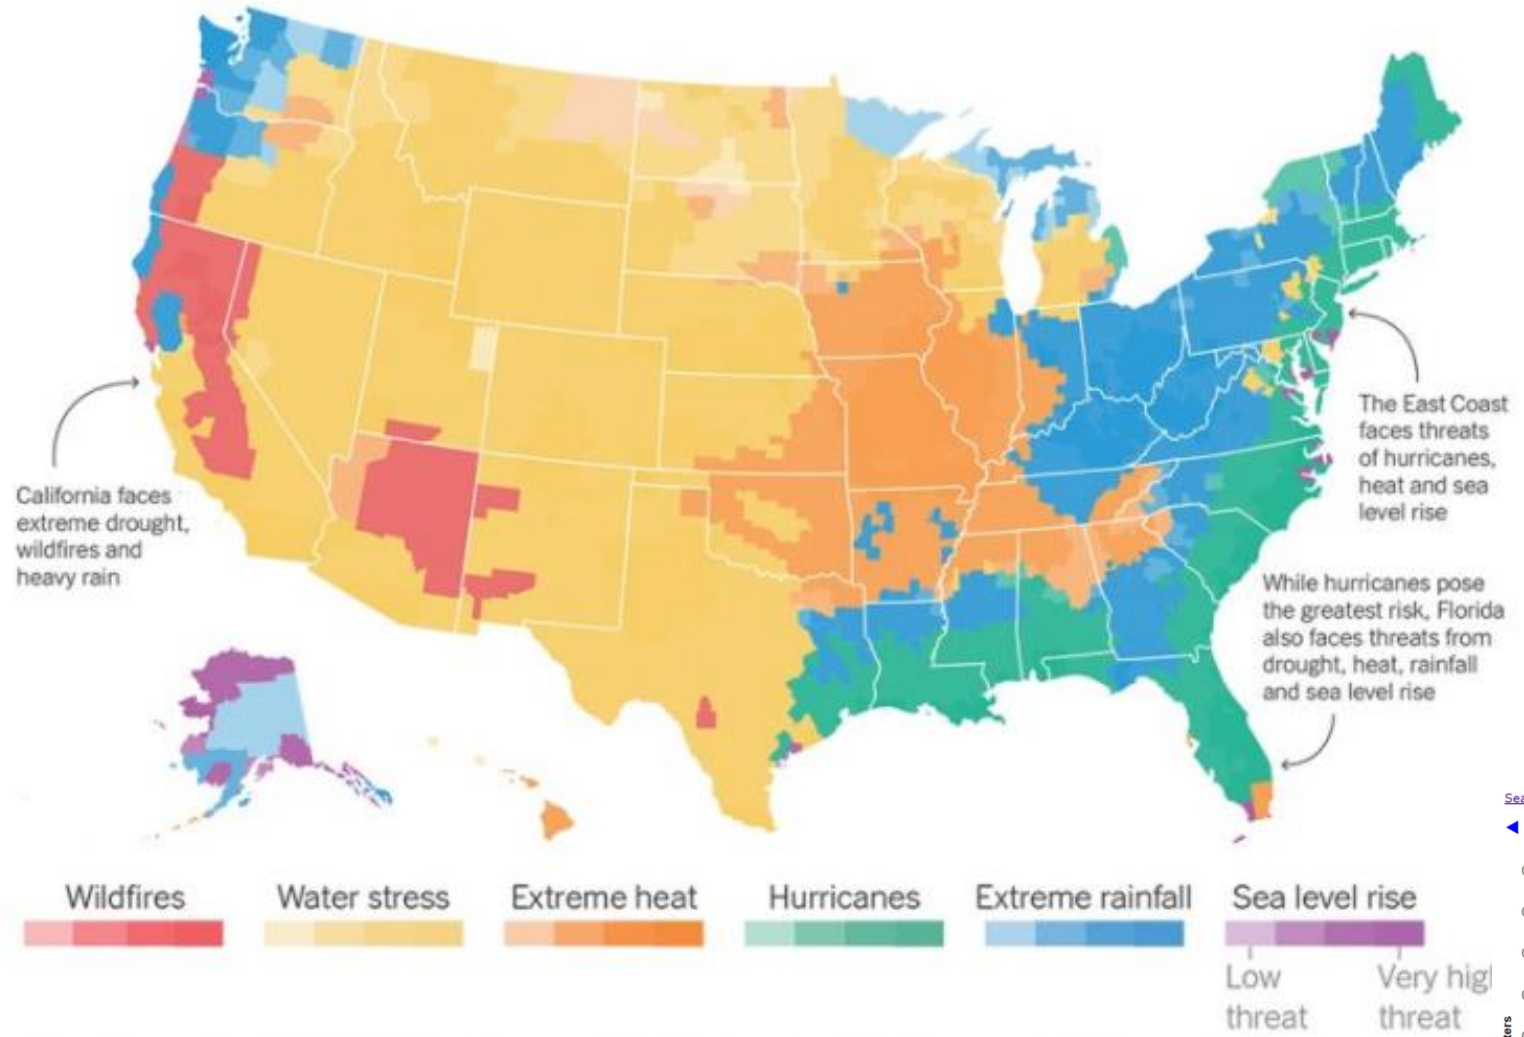 California faces
extreme drought,
wildfires and
heavy rain
The East Coast
faces threats
of hurricanes,
heat and sea
level rise
While hurricanes pose
the greatest risk, Florida
also faces threats from
drought, heat, rainfall
and sea level rise
Wildfires
Water stress
Extreme heat
Hurricanes
Extreme rainfall
Sea level rise
Low
threat
Very hig
threat
Sea
ters